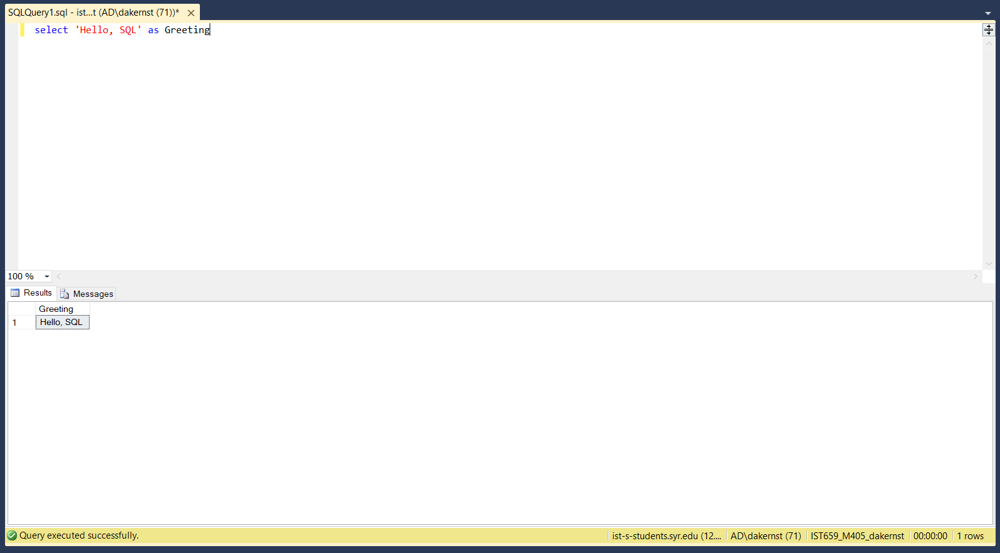 SQLQuery1.sql - ist...t (AD\dakernst (71))*
select 'Hello, SQL' as Greeting
100 %
Results Messages
Greeting
1 Hello, SQL
Query executed successfully. ist-s-students.syr.edu (12.... AD\dakernst (71) IST659_M405_dakernst 00:00:00 1 rows